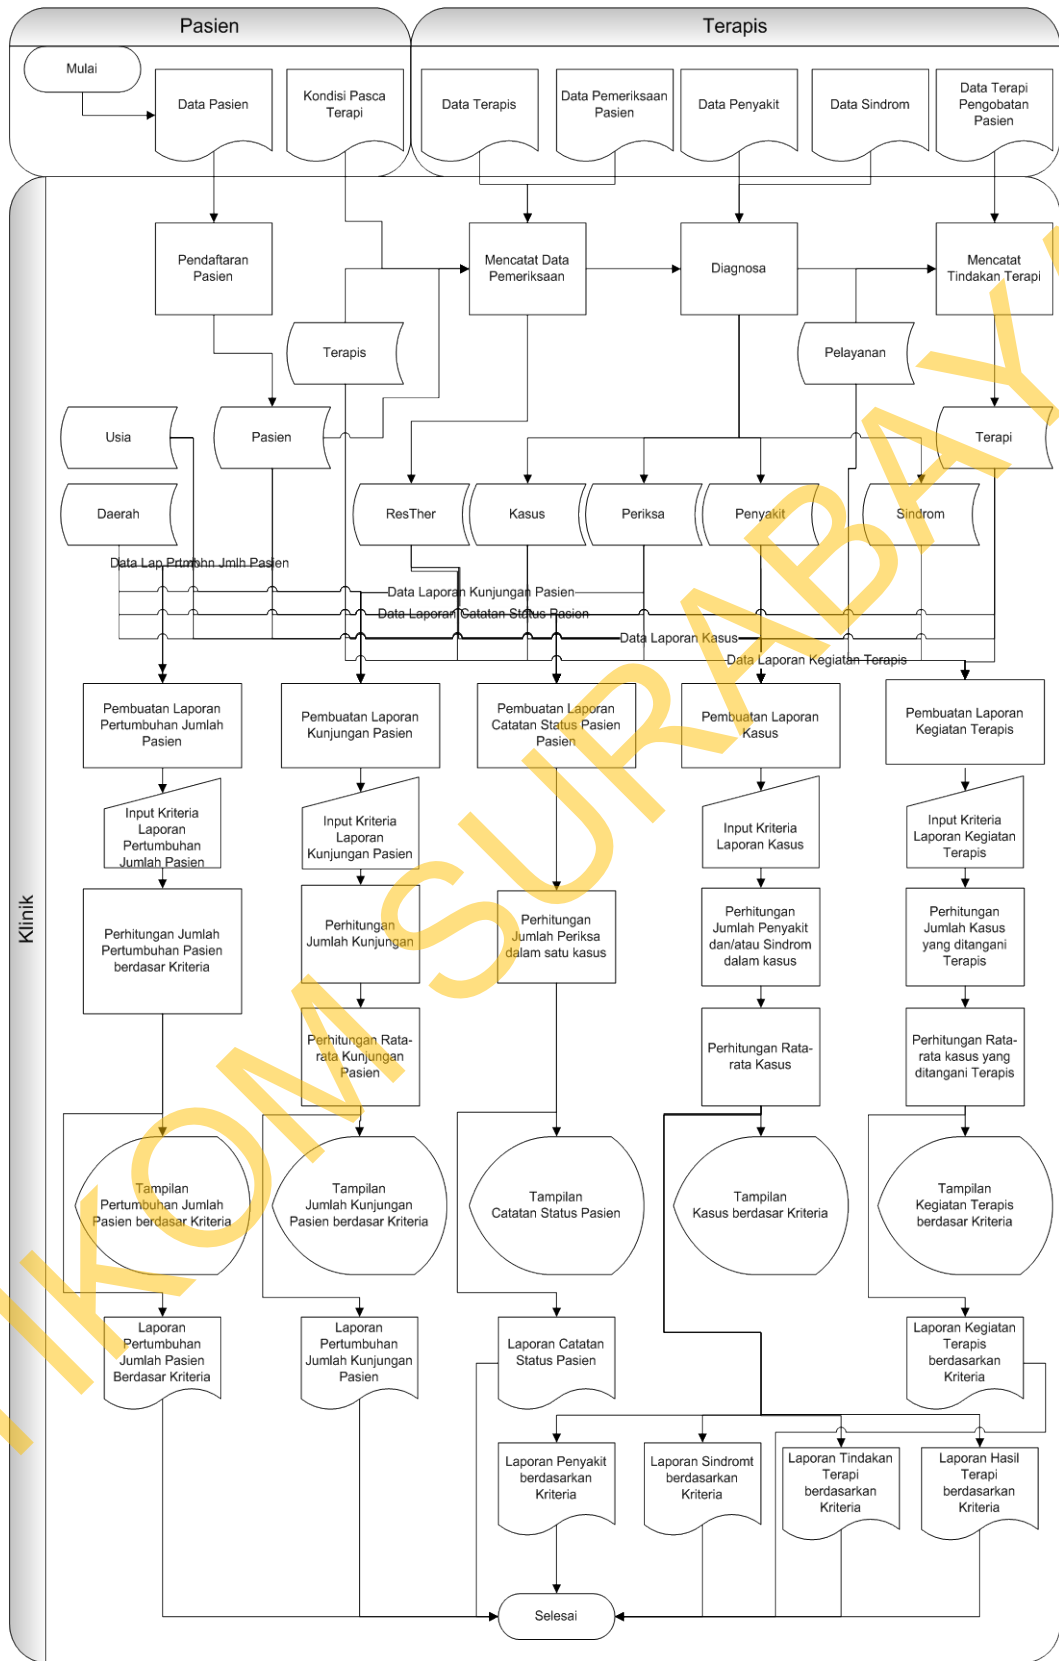 Pasien
Terapis
Mulai
Data Pasien
Kondisi Pasca
Terapi
Data Terapis
Data Pemeriksaan
Pasien
Data Penyakit
Data Sindrom
Data Terapi
Pengobatan
Pasien
Klinik
Pendaftaran
Pasien
Mencatat Data
Pemeriksaan
Diagnosa
Mencatat
Tindakan Terapi
Terapis
Pelayanan
Usia
Pasien
Terapi
Daerah
ResTher
Kasus
Periksa
Penyakit
Sindrom
Data Lap Prtmbhn Jmlh Pasien
Data Laporan Kunjungan Pasien
Data Laporan Catatan Status Pasien
Data Laporan Kasus
Data Laporan Kegiatan Terapis
Pembuatan Laporan
Pertumbuhan Jumlah
Pasien
Pembuatan Laporan
Kunjungan Pasien
Pembuatan Laporan
Catatan Status Pasien
Pasien
Pembuatan Laporan
Kasus
Pembuatan Laporan
Kegiatan Terapis
Input Kriteria
Laporan
Pertumbuhan
Jumlah Pasien
Input Kriteria
Laporan
Kunjungan Pasien
Input Kriteria
Laporan Kasus
Input Kriteria
Laporan Kegiatan
Terapis
Perhitungan Jumlah
Pertumbuhan Pasien
berdasar Kriteria
Perhitungan
Jumlah Kunjungan
Perhitungan
Jumlah Periksa
dalam satu kasus
Perhitungan
Jumlah Penyakit
dan/atau Sindrom
dalam kasus
Perhitungan
Jumlah Kasus
yang ditangani
Terapis
Perhitungan Rata-
rata Kunjungan
Pasien
Perhitungan Rata-
rata Kasus
Perhitungan Rata-
rata kasus yang
ditangani Terapis
Tampilan
Pertumbuhan Jumlah
Pasien berdasar Kriteria
Tampilan
Jumlah Kunjungan
Pasien berdasar Kriteria
Tampilan
Catatan Status Pasien
Tampilan
Kasus berdasar Kriteria
Tampilan
Kegiatan Terapis
berdasar Kriteria
Laporan
Pertumbuhan
Jumlah Pasien
Berdasar Kriteria
Laporan
Pertumbuhan
Jumlah Kunjungan
Pasien
Laporan Catatan
Status Pasien
Laporan Kegiatan
Terapis
berdasarkan
Kriteria
Laporan Penyakit
berdasarkan
Kriteria
Laporan Sindromt
berdasarkan
Kriteria
Laporan Tindakan
Terapi
berdasarkan
Kriteria
Laporan Hasil
Terapi
berdasarkan
Kriteria
Selesai
IKOM SURABAY